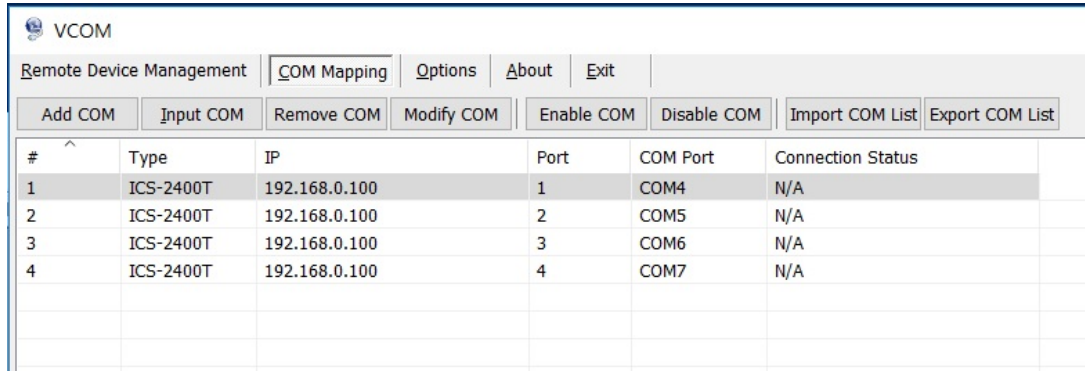 VCOM
Remote Device Management COM Mapping Options About Exit
Add COM Input COM Remove COM Modify COM Enable COM Disable COM Import COM List Export COM List
# Type IP Port COM Port Connection Status
1 ICS-2400T 192.168.0.100 1 COM4 N/A
2 ICS-2400T 192.168.0.100 2 COM5 N/A
3 ICS-2400T 192.168.0.100 3 COM6 N/A
4 ICS-2400T 192.168.0.100 4 COM7 N/A